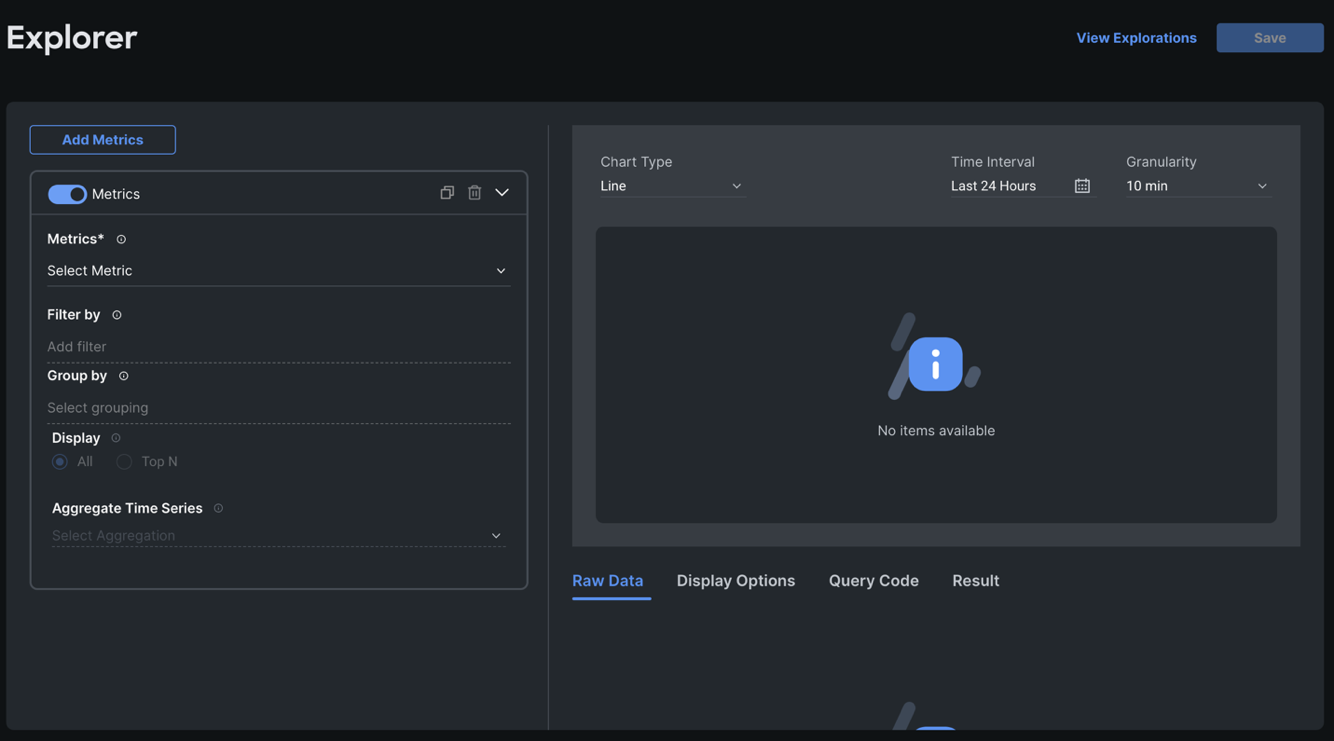 Explorer
View Explorations
Save
Add Metrics
Metrics
Metrics*
Select Metric
Filter by
Add filter
Group by
Select grouping
Display
All
Top N
Aggregate Time Series
Select Aggregation
Chart Type
Line
Time Interval
Last 24 Hours
Granularity
10 min
No items available
Raw Data
Display Options
Query Code
Result